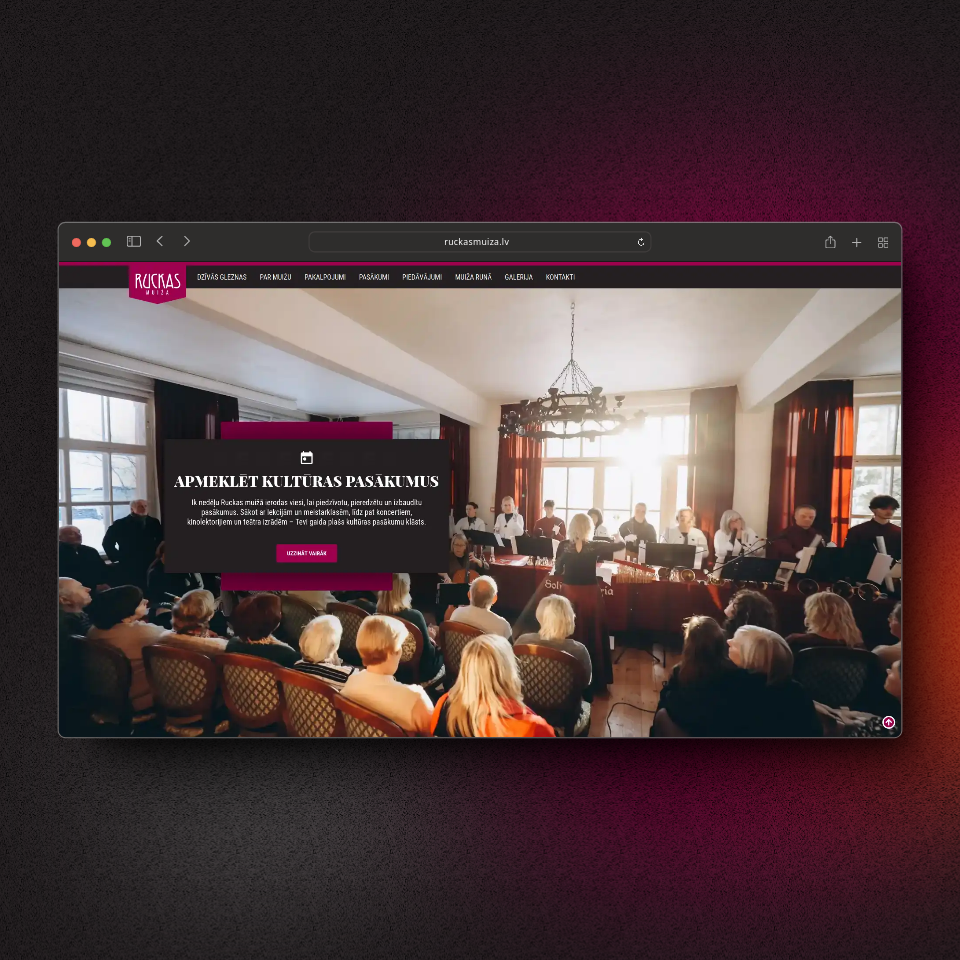 ruckasmuiza.lv
RUCKAS
MUIŽA
DZĪVĀS GLEZNAS PAR MUIŽU PAKALPOJUMI PASĀKUMI PIEDĀVĀJUMI MUIŽA RUNĀ GALERIJA KONTAKTI
APMEKLĒT KULTŪRAS PASĀKUMUS
Ik nedēļu Ruckas muižā ierodas viesi, lai piedzīvotu, pieredzētu un izbaudītu
pasākumus. Sākot ar lekcijām un meistarklasēm, līdz pat koncertiem,
kinolektorijiem un teātra izrādēm – Tevi gaida plašs kultūras pasākumu klāsts.
UZZINĀT VAIRĀK